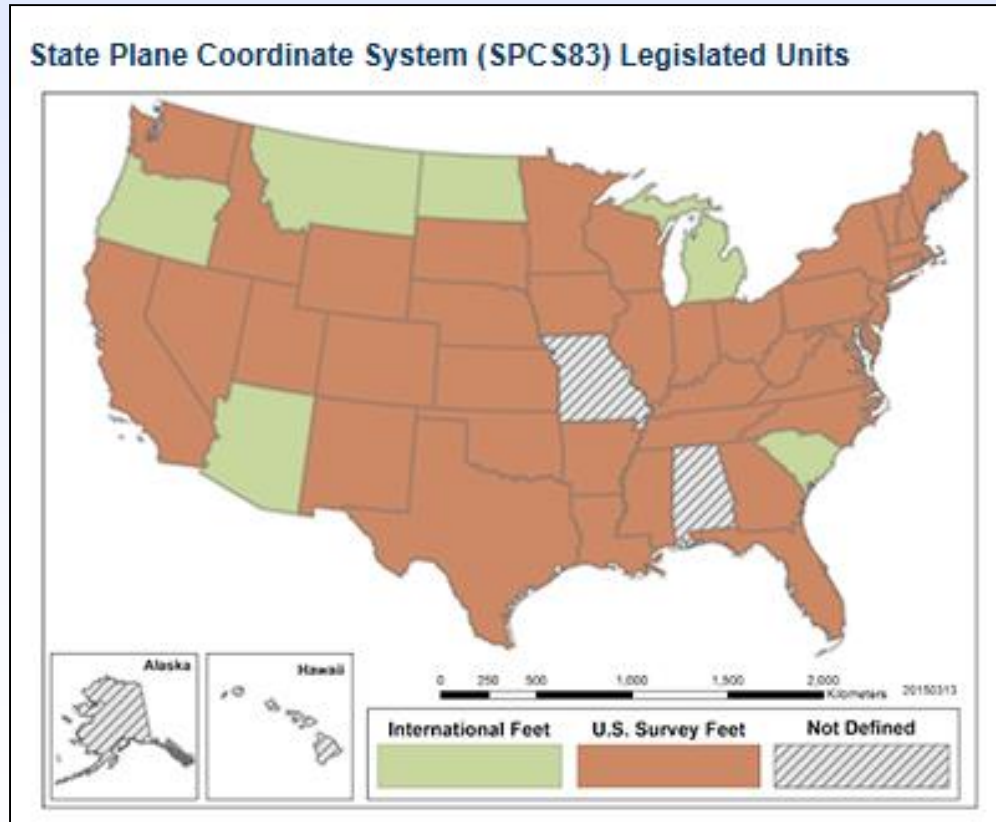 State Plane Coordinate System (SPCS83) Legislated Units
Alaska
Hawaii
0 250 500 1,000 1,500 2,000
Kilometers 20150313
International Feet U.S. Survey Feet Not Defined